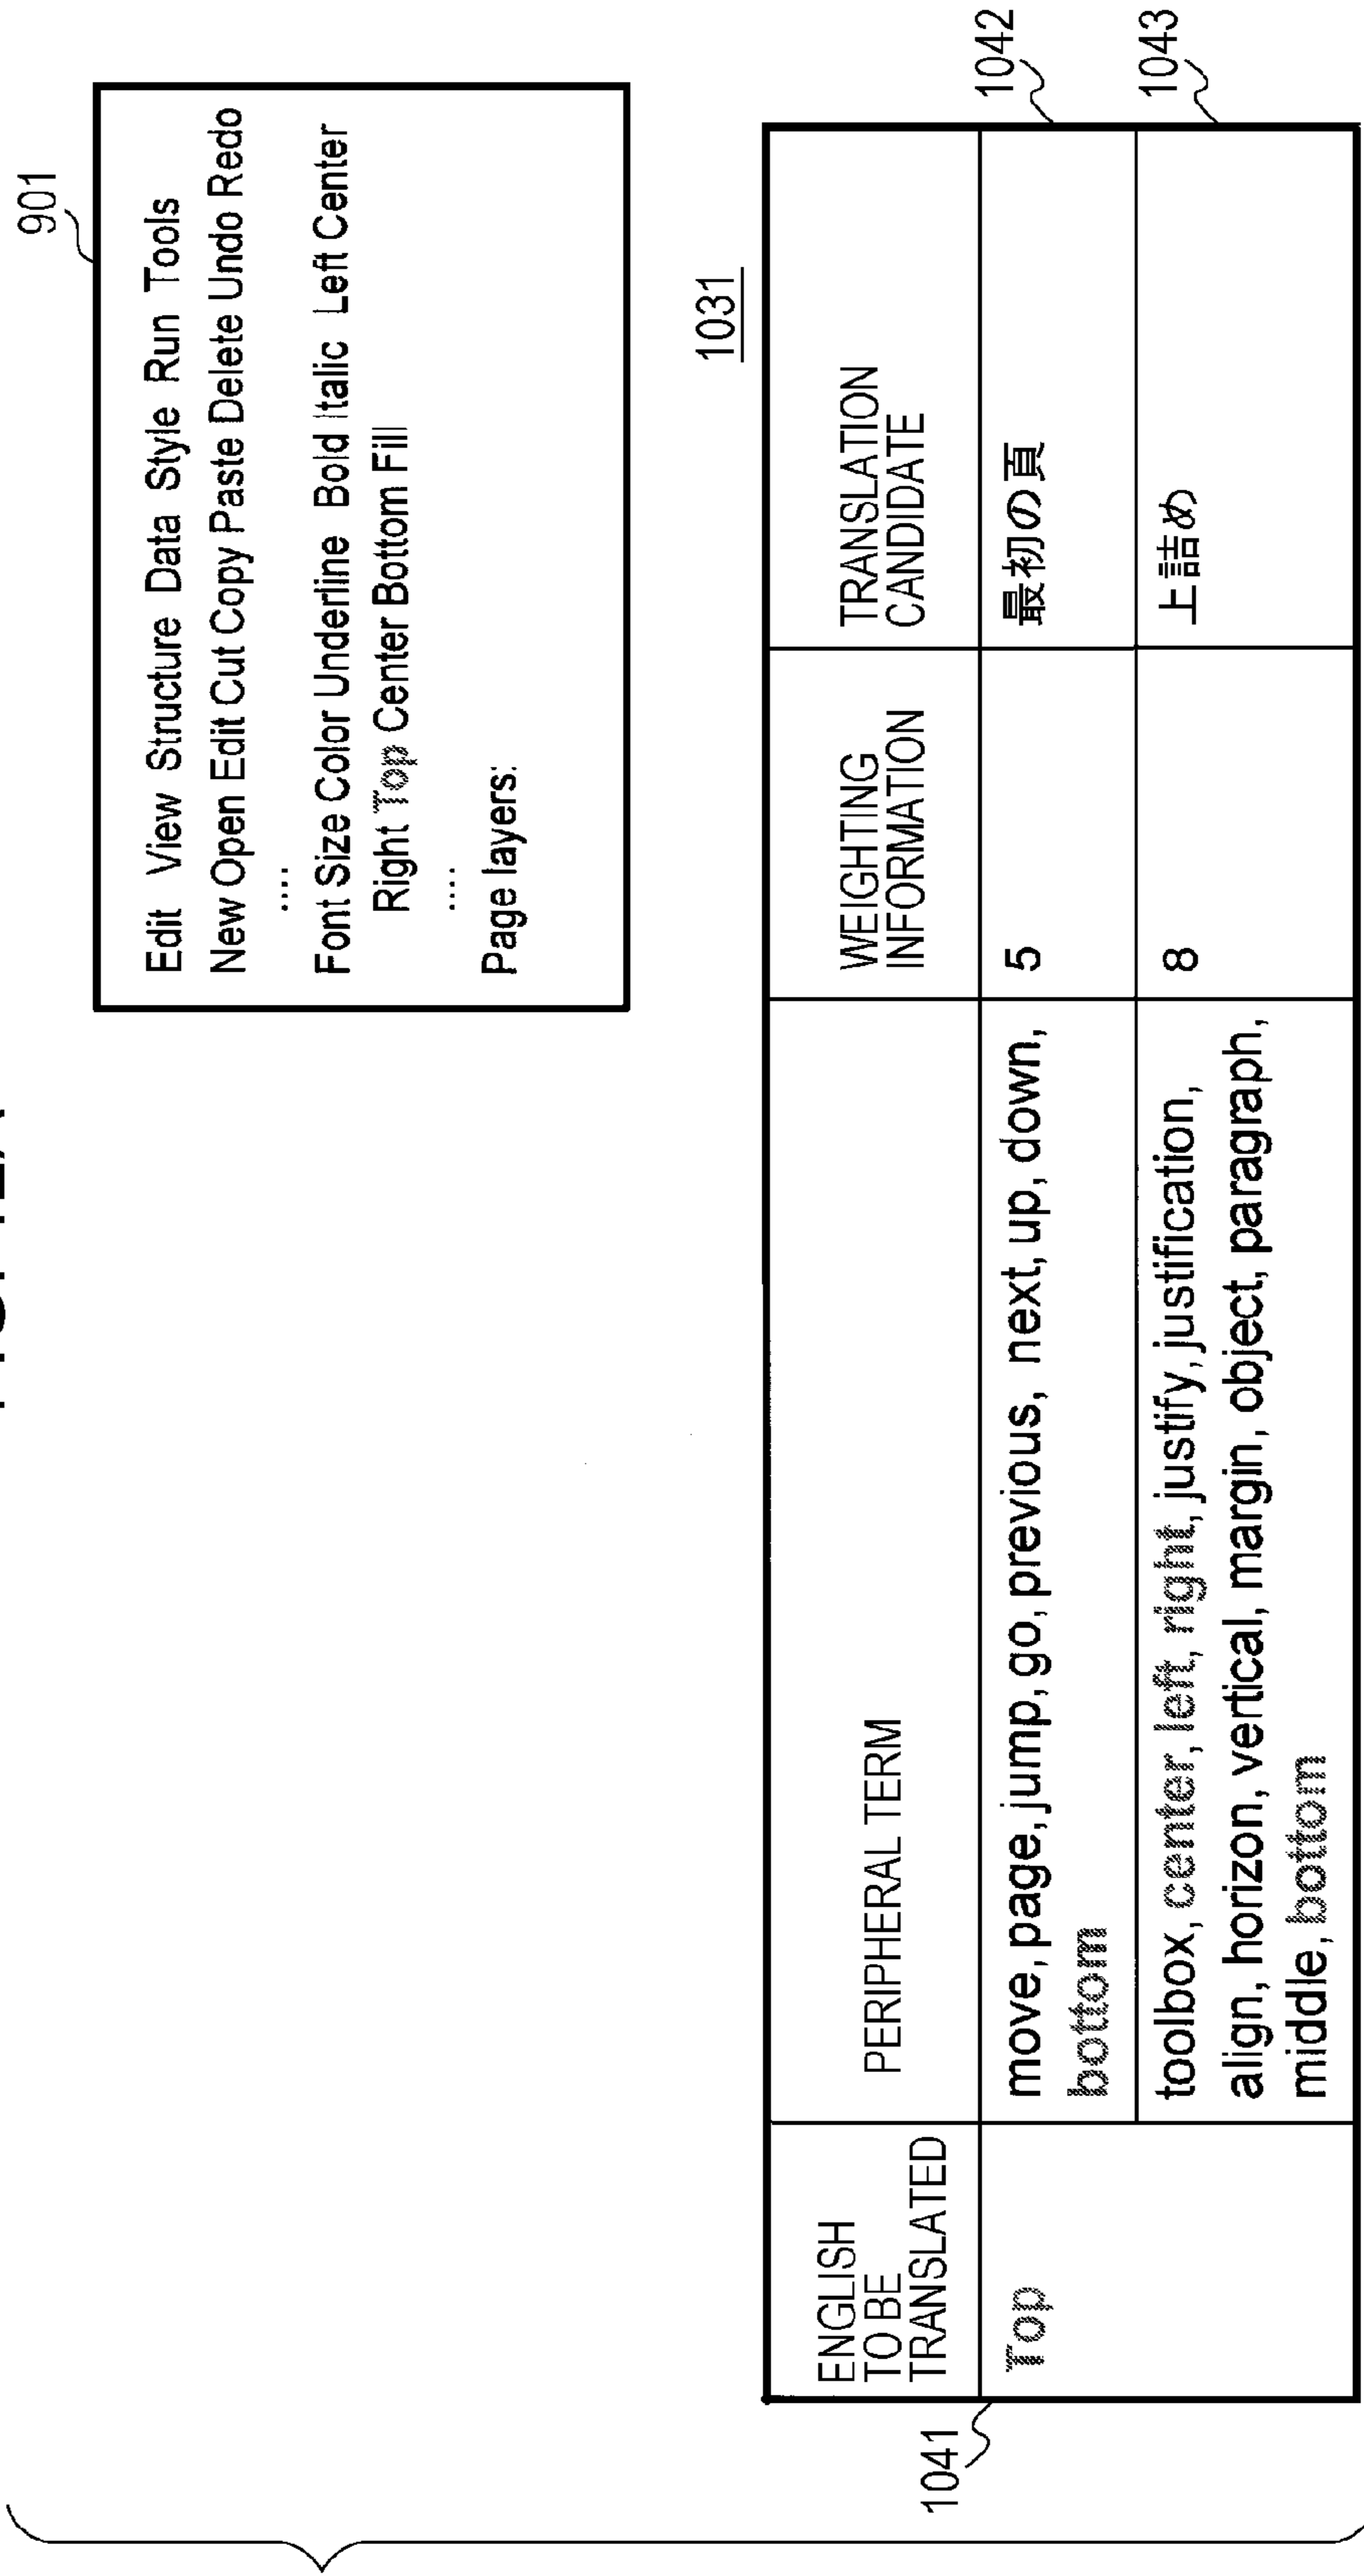 901
Edit View Structure Data Style Run Tools
New Open Edit Cut Copy Paste Delete Undo Redo
....
Font Size Color Underline Bold Italic Left Center
Right Top Center Bottom Fill
....
Page layers:
1031
ENGLISH
TO BE
TRANSLATED
PERIPHERAL TERM
WEIGHTING
INFORMATION
TRANSLATION
CANDIDATE
1041
Top
move, page, jump, go, previous, next, up, down,
bottom
5
最初の頁
1042
toolbox, center, left, right, justify, justification,
align, horizon, vertical, margin, object, paragraph,
middle, bottom
8
上詰め
1043